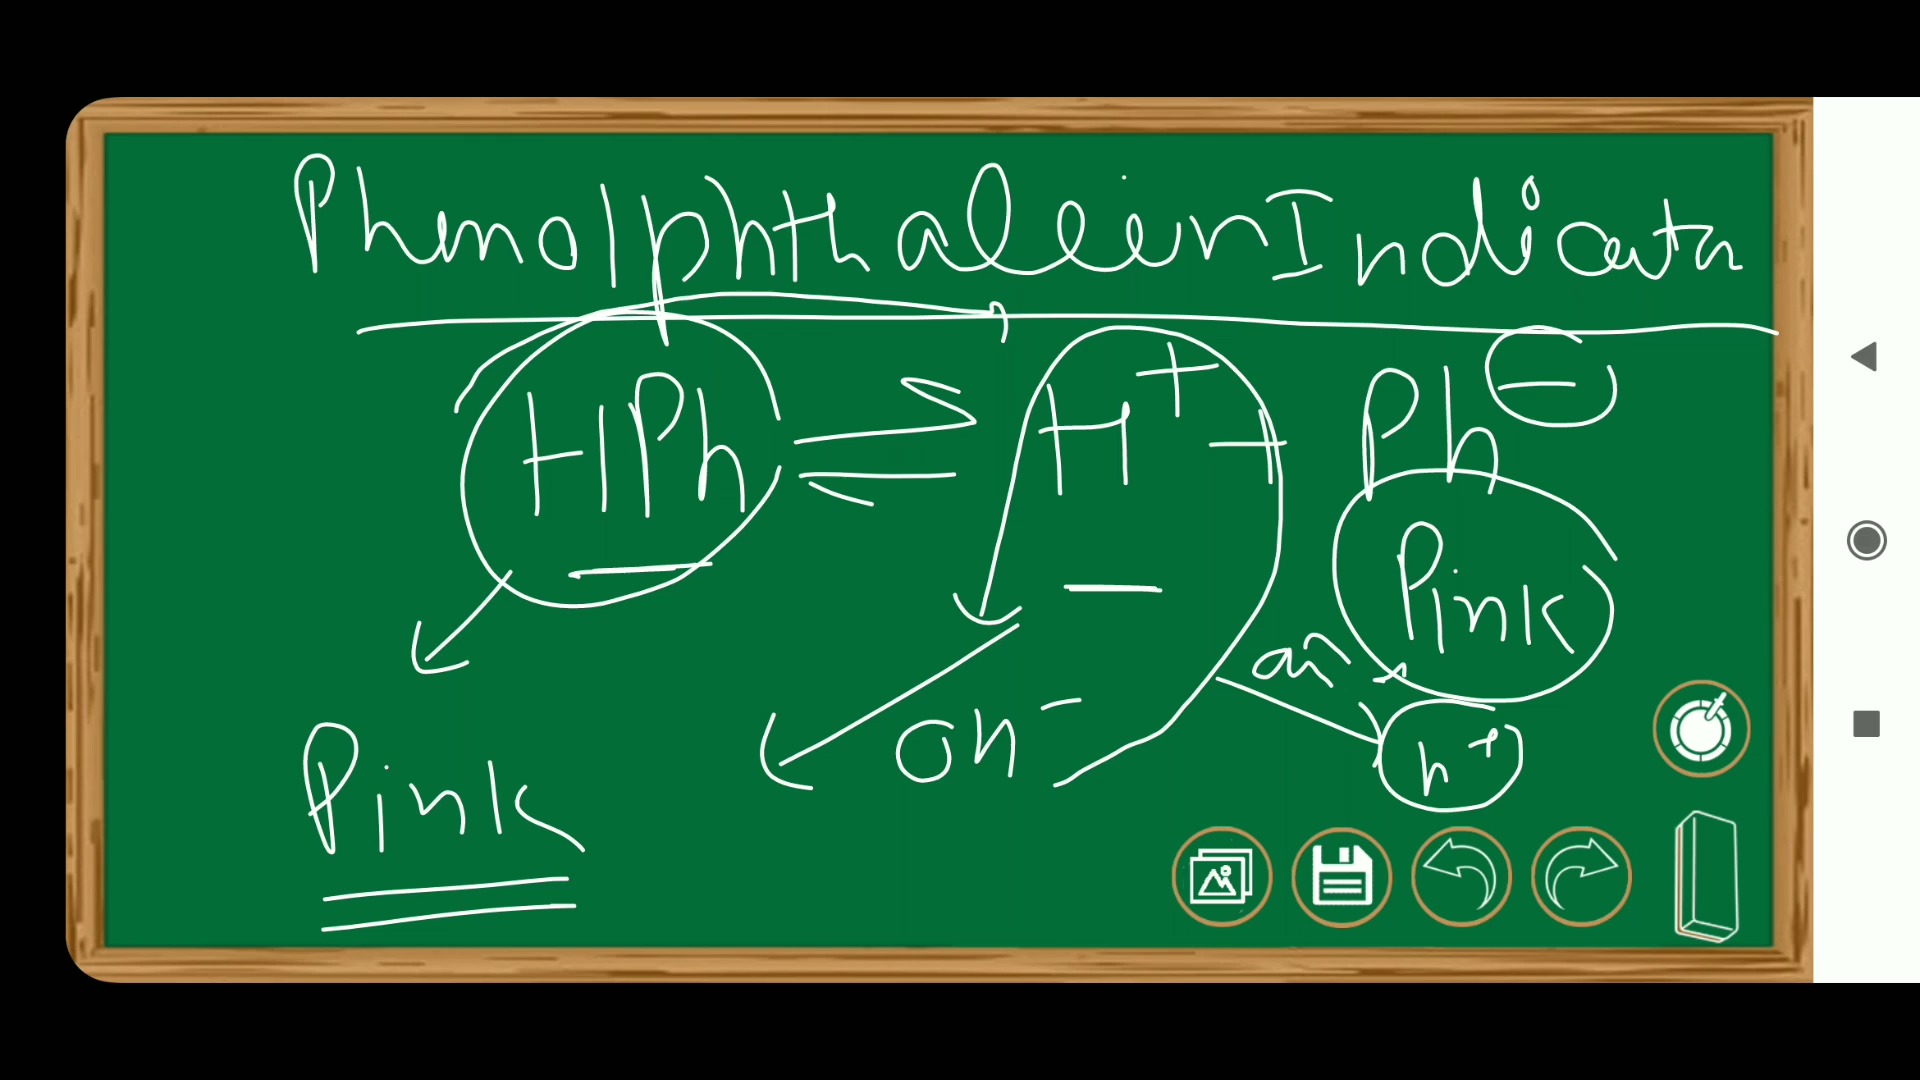 Phenolphthalein Indicator
HPh ⇌ H+ + Ph−
Pink
OH−
H+
Pink